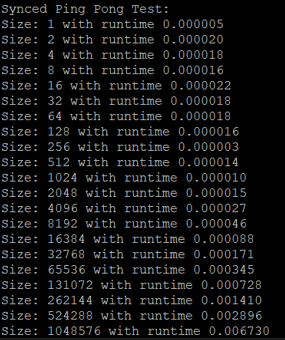 Synced Ping Pong Test:
Size: 1 with runtime 0.000005
Size: 2 with runtime 0.000020
Size: 4 with runtime 0.000018
Size: 8 with runtime 0.000016
Size: 16 with runtime 0.000022
Size: 32 with runtime 0.000018
Size: 64 with runtime 0.000018
Size: 128 with runtime 0.000016
Size: 256 with runtime 0.000003
Size: 512 with runtime 0.000014
Size: 1024 with runtime 0.000010
Size: 2048 with runtime 0.000015
Size: 4096 with runtime 0.000027
Size: 8192 with runtime 0.000046
Size: 16384 with runtime 0.000088
Size: 32768 with runtime 0.000171
Size: 65536 with runtime 0.000345
Size: 131072 with runtime 0.000728
Size: 262144 with runtime 0.001410
Size: 524288 with runtime 0.002896
Size: 1048576 with runtime 0.006730